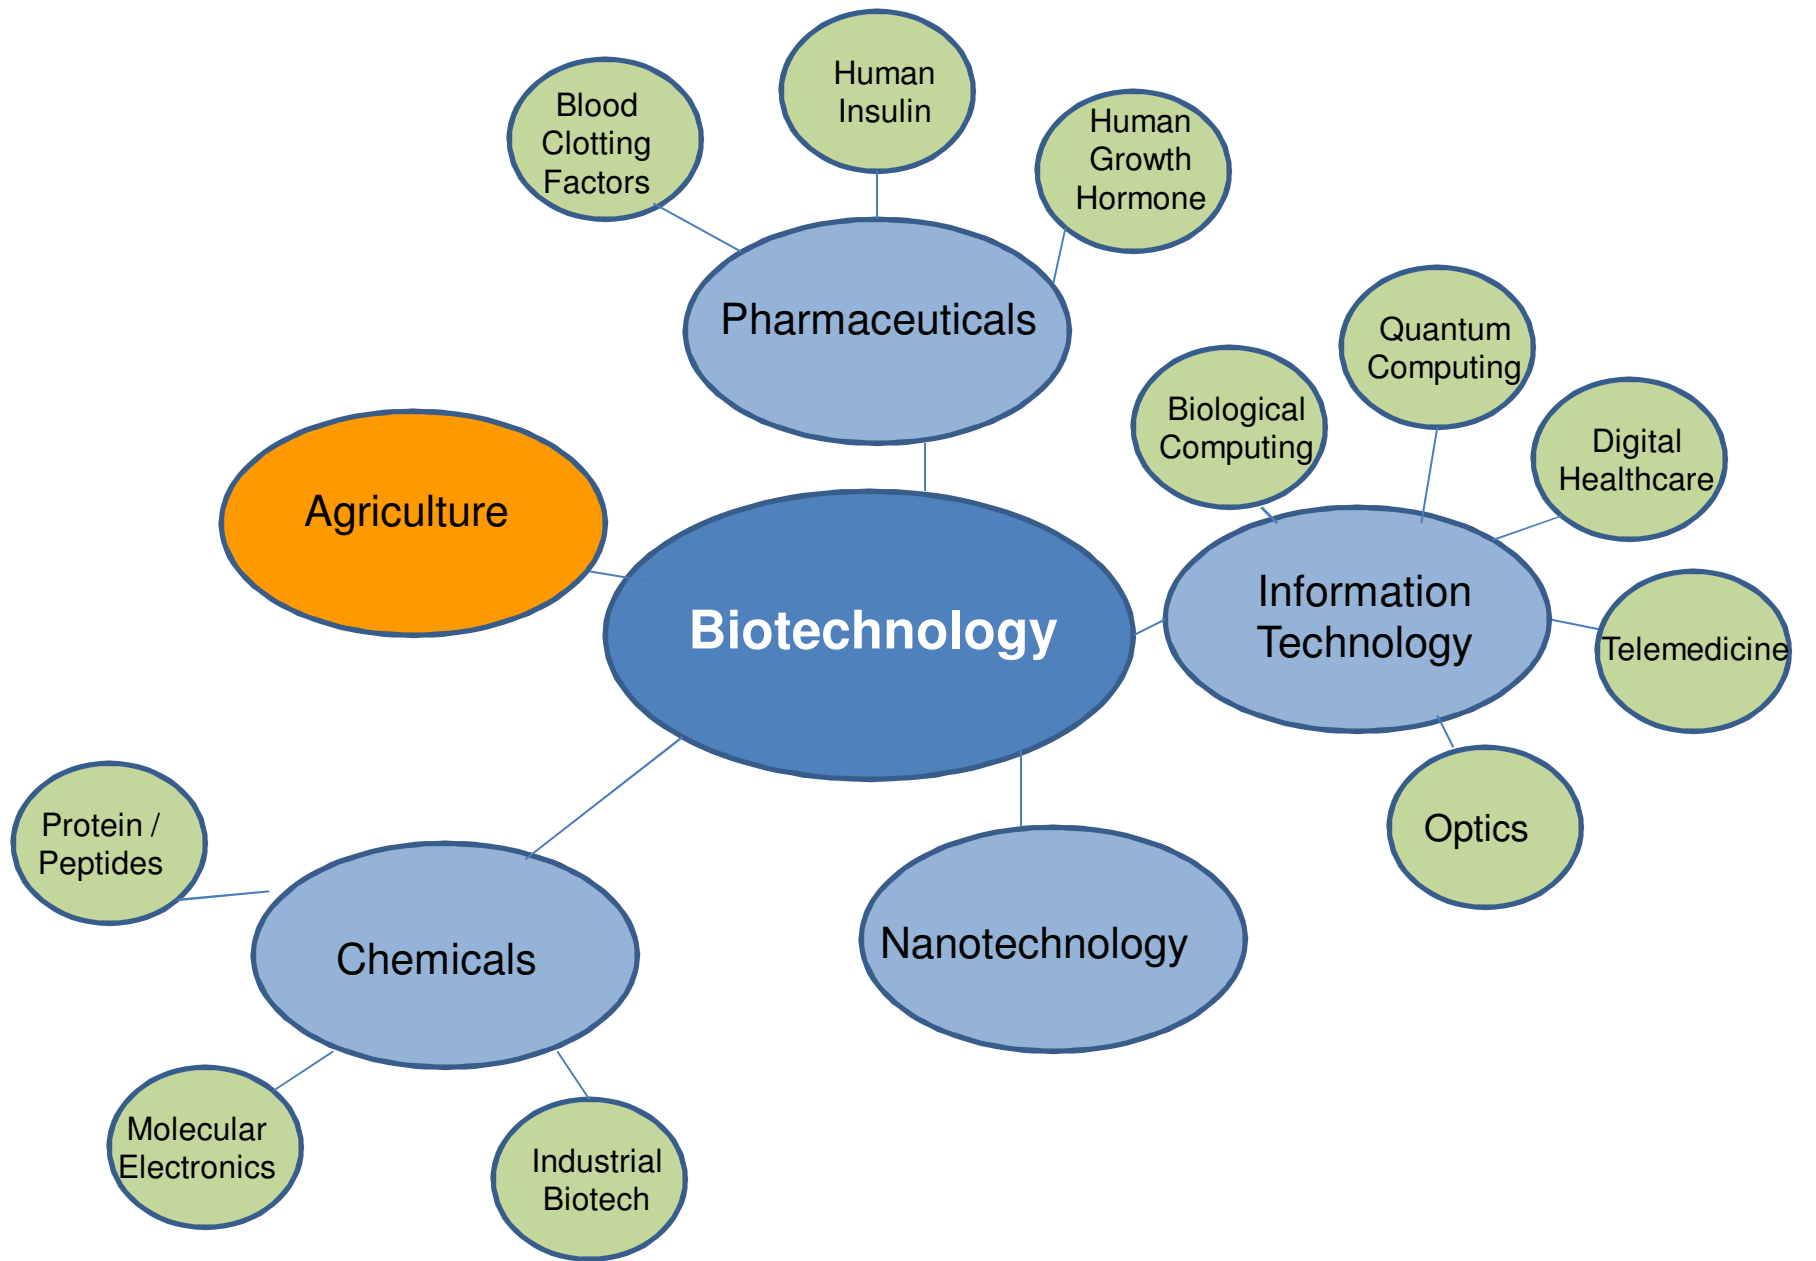 Human
Insulin
Blood
Clotting
Factors
Human
Growth
Hormone
Pharmaceuticals
Quantum
Computing
Biological
Computing
Digital
Healthcare
Agriculture
Biotechnology
Information
Technology
Telemedicine
Optics
Protein /
Peptides
Chemicals
Nanotechnology
Molecular
Electronics
Industrial
Biotech